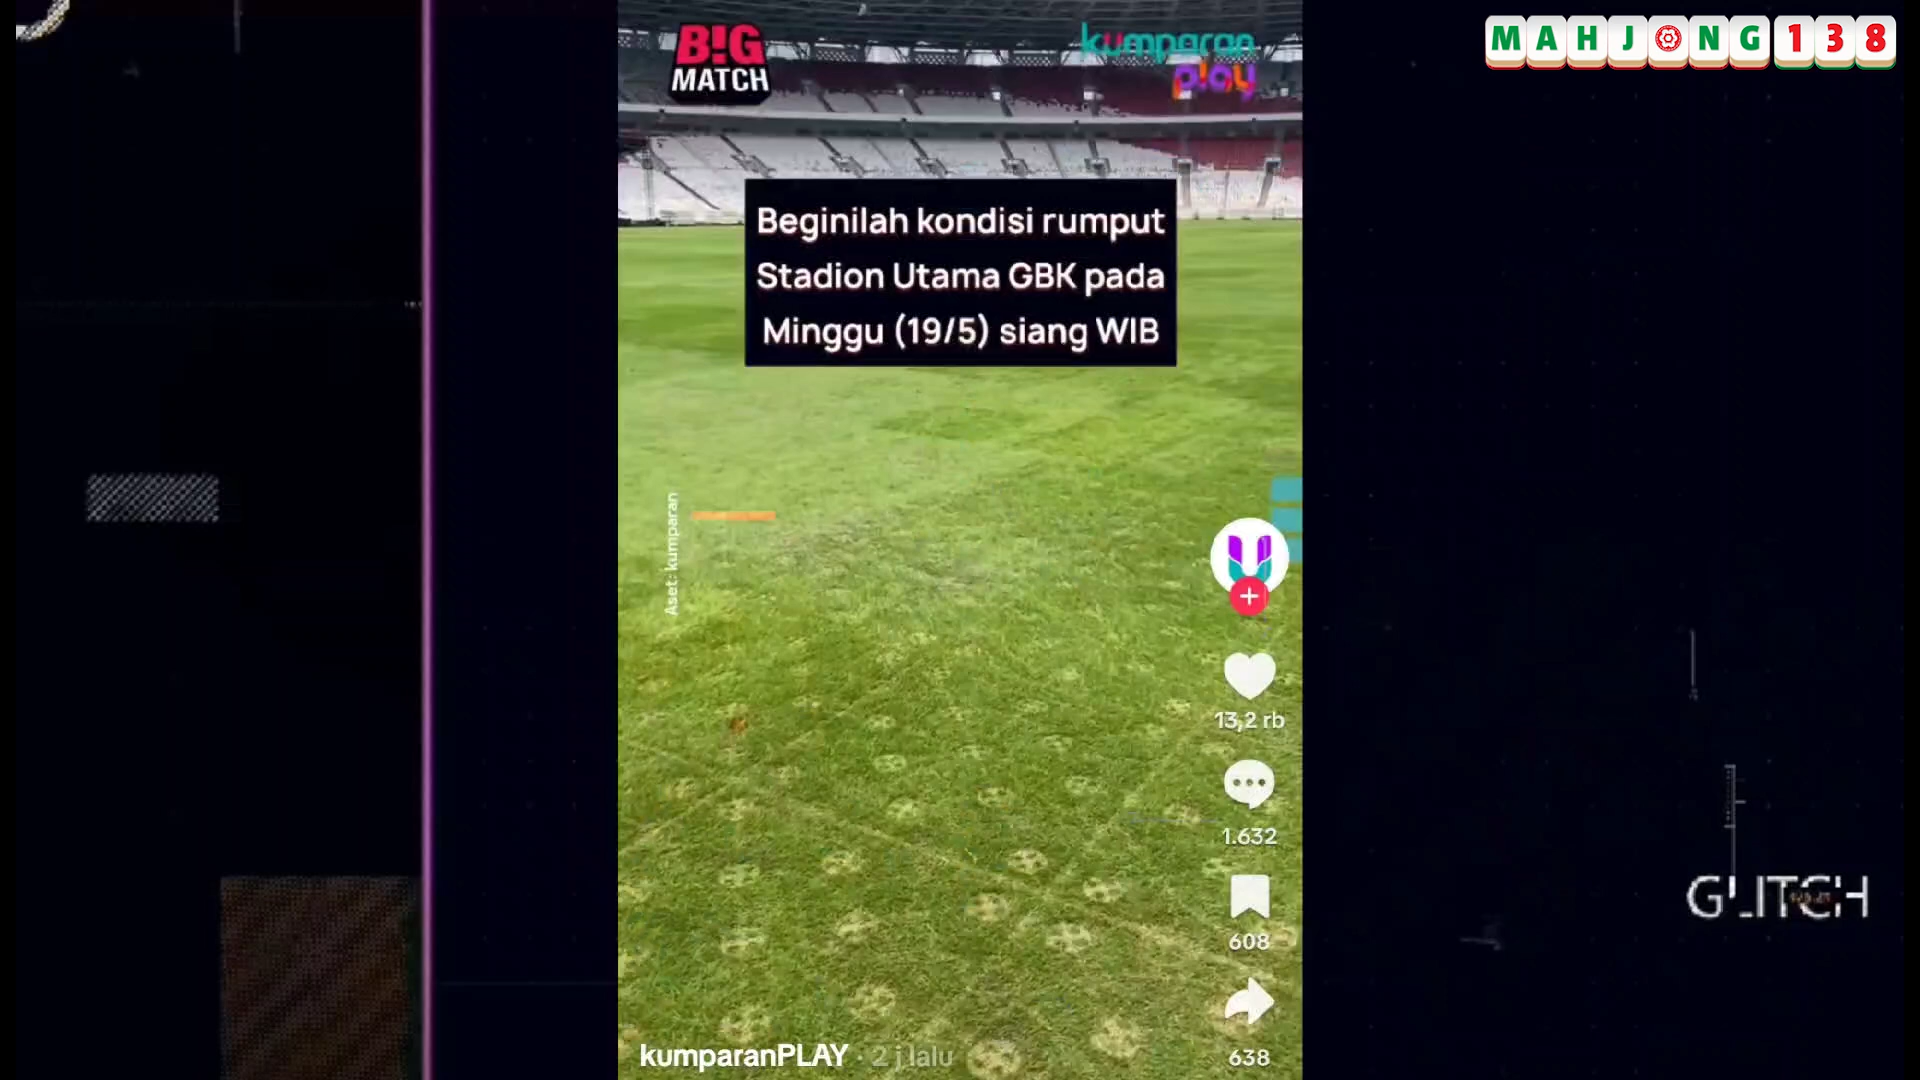 B!G
MATCH
kumparan
play
MAHJONG138
Beginilah kondisi rumput
Stadion Utama GBK pada
Minggu (19/5) siang WIB
Aset: kumparan
13,2 rb
1.632
608
638
kumparanPLAY · 2 j lalu
GLITCH